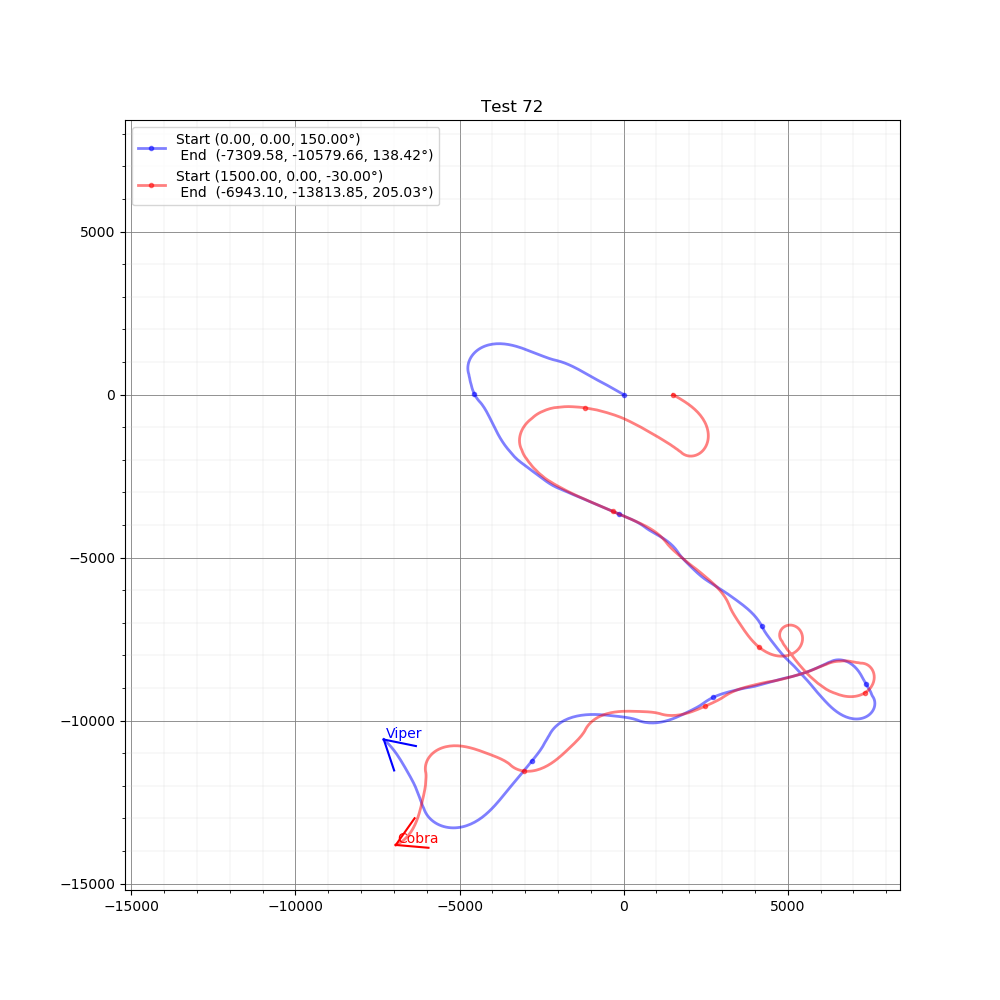 Test 72
Start (0.00, 0.00, 150.00°)
End (-7309.58, -10579.66, 138.42°)
Start (1500.00, 0.00, -30.00°)
End (-6943.10, -13813.85, 205.03°)
5000
0
−5000
−10000
−15000
Viper
Cobra
−15000 −10000 −5000 0 5000